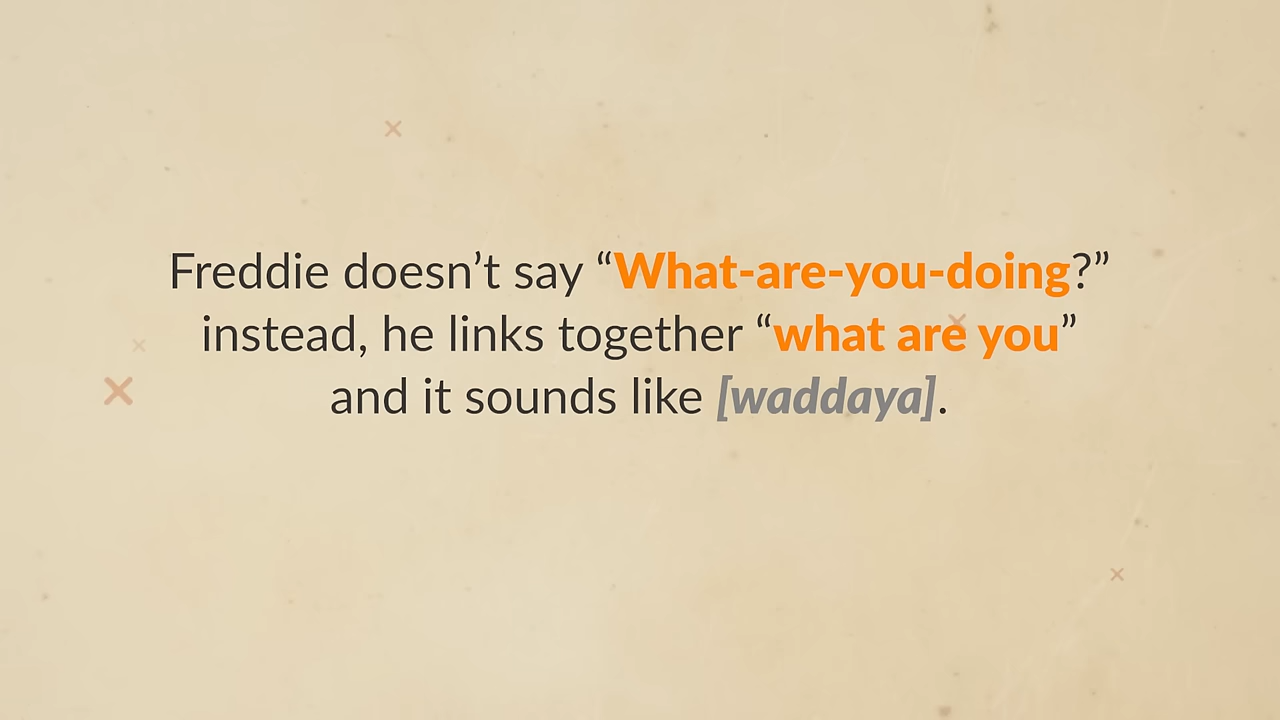 Freddie doesn’t say “What-are-you-doing?”
instead, he links together “what are you”
and it sounds like [waddaya].